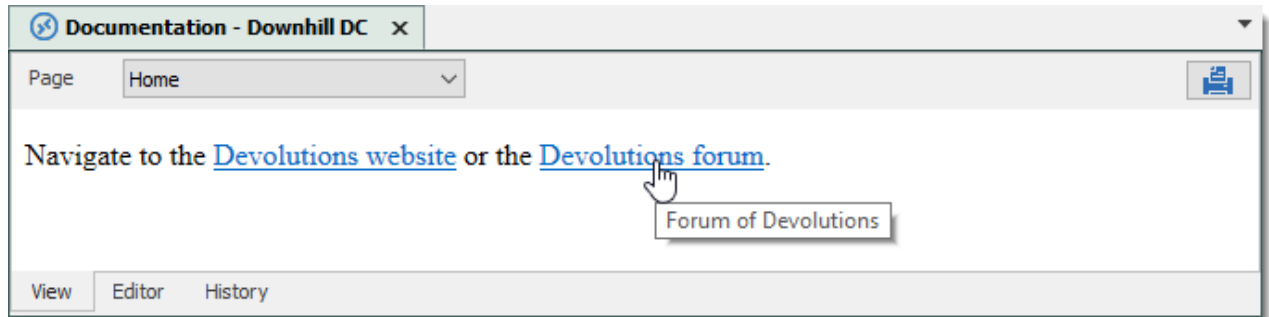 Documentation - Downhill DC
Page Home
Navigate to the Devolutions website or the Devolutions forum.
Forum of Devolutions
View Editor History